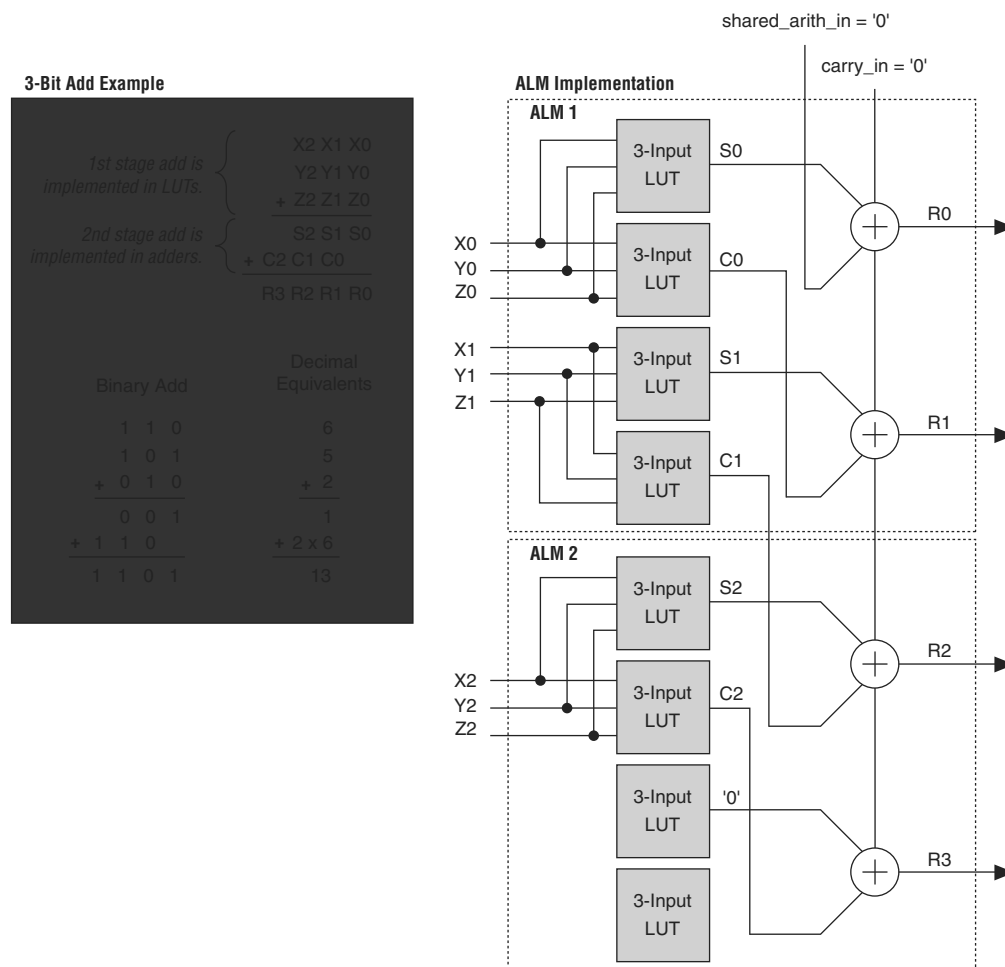 shared_arith_in = '0'
carry_in = '0'
3-Bit Add Example
1st stage add is
implemented in LUTs.
X2 X1 X0
Y2 Y1 Y0
+ Z2 Z1 Z0
2nd stage add is
implemented in adders.
S2 S1 S0
+ C2 C1 C0
R3 R2 R1 R0
Binary Add
Decimal
Equivalents
1 1 0 6
1 0 1 5
+ 0 1 0 + 2
0 0 1 1
+ 1 1 0 + 2 x 6
1 1 0 1 13
ALM Implementation
ALM 1
3-Input
LUT
S0
R0
X0
Y0
Z0
3-Input
LUT
C0
X1
Y1
Z1
3-Input
LUT
S1
R1
3-Input
LUT
C1
ALM 2
3-Input
LUT
S2
R2
X2
Y2
Z2
3-Input
LUT
C2
3-Input
LUT
'0'
R3
3-Input
LUT